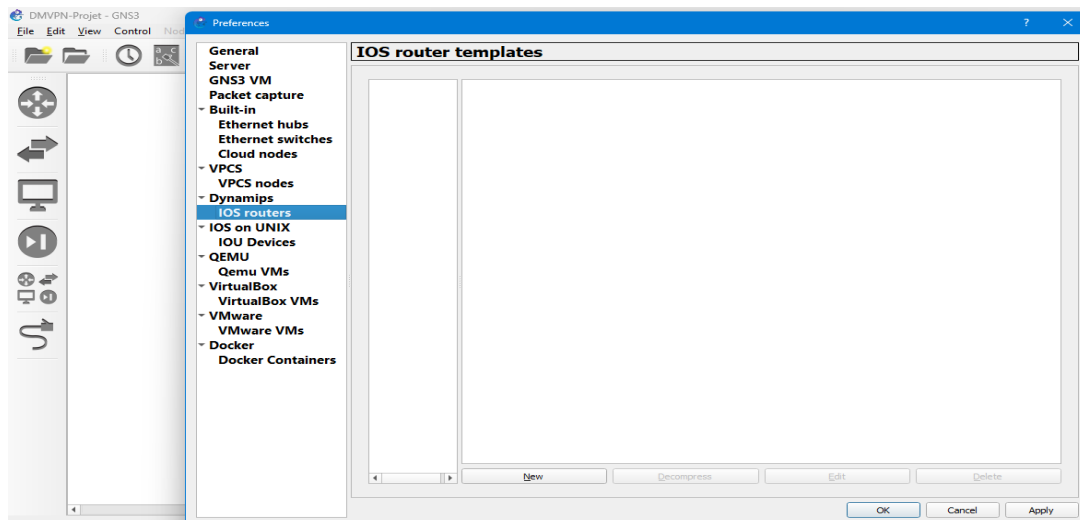 DMVPN-Projet - GNS3
File Edit View Control Nod
a c
b
Preferences
?
General
Server
GNS3 VM
Packet capture
Built-in
Ethernet hubs
Ethernet switches
Cloud nodes
VPCS
VPCS nodes
Dynamips
IOS routers
IOS on UNIX
IOU Devices
QEMU
Qemu VMs
VirtualBox
VirtualBox VMs
VMware
VMware VMs
Docker
Docker Containers
IOS router templates
New Decompress Edit Delete
OK Cancel Apply